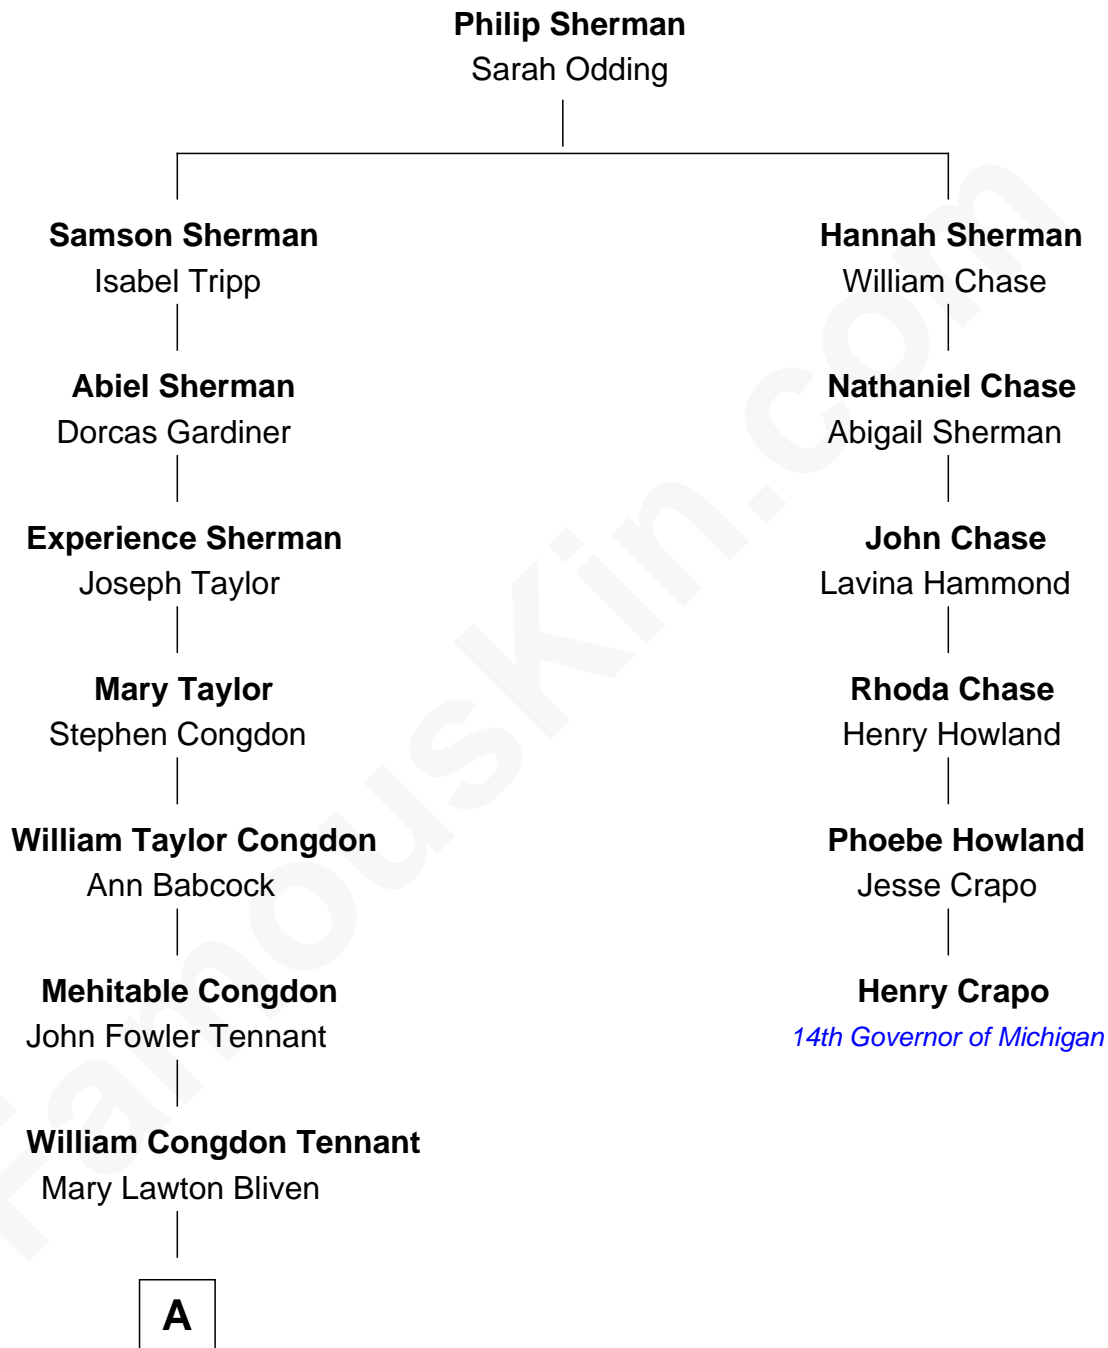 Philip Sherman
Sarah Odding
Samson Sherman
Isabel Tripp
Hannah Sherman
William Chase
Abiel Sherman
Dorcas Gardiner
Nathaniel Chase
Abigail Sherman
Experience Sherman
Joseph Taylor
John Chase
Lavina Hammond
Mary Taylor
Stephen Congdon
Rhoda Chase
Henry Howland
William Taylor Congdon
Ann Babcock
Phoebe Howland
Jesse Crapo
Mehitable Congdon
John Fowler Tennant
Henry Crapo
14th Governor of Michigan
William Congdon Tennant
Mary Lawton Bliven
A
FamousKin.com